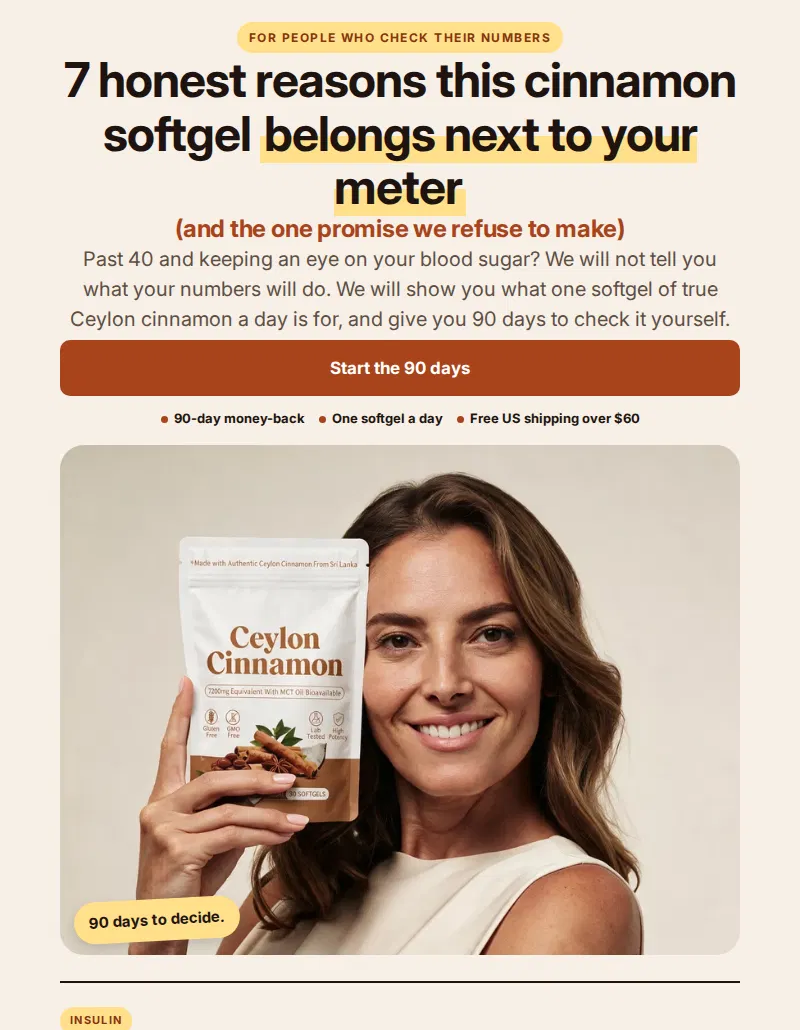 FOR PEOPLE WHO CHECK THEIR NUMBERS
7 honest reasons this cinnamon
softgel belongs next to your
meter
(and the one promise we refuse to make)
Past 40 and keeping an eye on your blood sugar? We will not tell you
what your numbers will do. We will show you what one softgel of true
Ceylon cinnamon a day is for, and give you 90 days to check it yourself.
Start the 90 days
90-day money-back
One softgel a day
Free US shipping over $60
*Made with Authentic Ceylon Cinnamon From Sri Lanka
Ceylon
Cinnamon
7200mg Equivalent With MCT Oil Bioavailable
Gluten
Free
GMO
Free
Lab
Tested
High
Potency
30 SOFTGELS
90 days to decide.
INSULIN